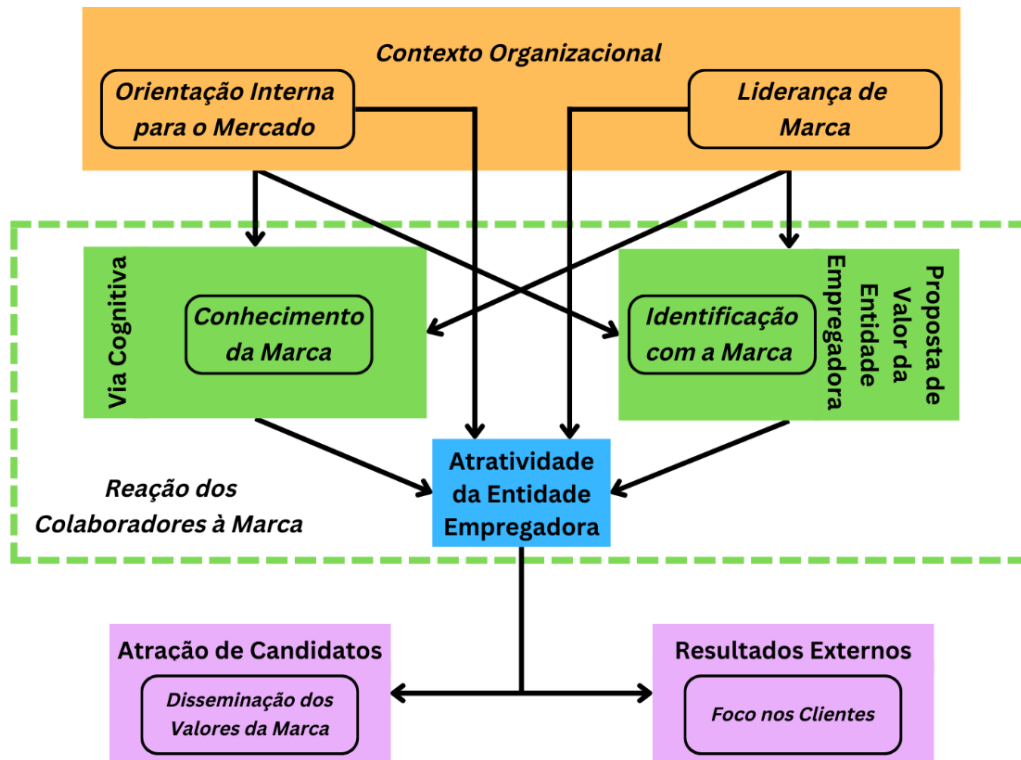 Contexto Organizacional
Orientação Interna
para o Mercado
Liderança de
Marca
Via Cognitiva
Conhecimento
da Marca
Identificação
com a Marca
Proposta de
Valor da
Entidade
Empregadora
Atratividade
da Entidade
Empregadora
Reação dos
Colaboradores à Marca
Atração de Candidatos
Disseminação dos
Valores da Marca
Resultados Externos
Foco nos Clientes